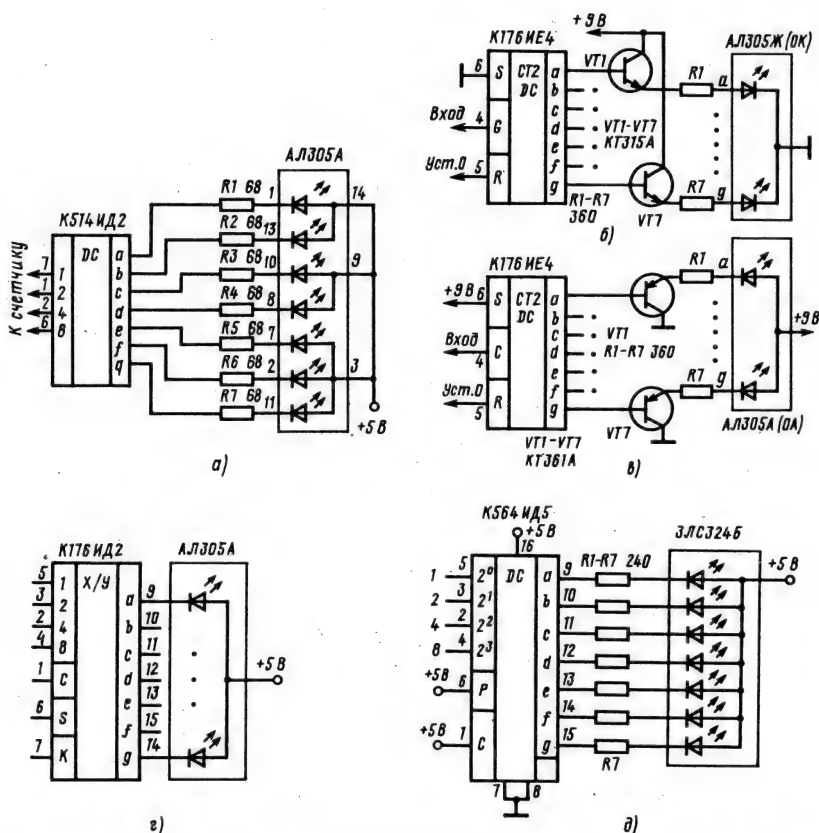 К514ИД2
DC
7 1
1 2
2 4
6 8
К счетчику
a
b
c
d
e
f
q
R1 68 1
R2 68 13
R3 68 10
R4 68 8
R5 68 7
R6 68 2
R7 68 11
АЛ305А
14
9
3
+5 В
а)
К176ИЕ4
+9 В
6 S
CT2
DC
Вход
4 G
Уст.0
5 R
a
b
c
d
e
f
g
VT1
VT1-VT7
КТ315А
R1-R7
360
VT7
R1 a
R7 g
АЛ305Ж(ОК)
б)
К176ИЕ4
+9В
6 S
CT2
DC
Вход
4 C
Уст.0
5 R
a
b
c
d
e
f
g
VT1
R1-R7 360
VT7
VT1-VT7
КТ361А
R1 a
R7 g
+9В
АЛ305А(ОА)
в)
К176ИД2
X/У
5 1
3 2
2 4
4 8
1 C
6 S
7 K
a 9
b 10
c 11
d 12
e 13
f 15
g 14
АЛ305А
+5 В
г)
К564ИД5
+5 В
16
DC
1 5 2⁰
2 3 2¹
4 2 2²
8 4 2³
+5В 6 P
+5В 1 C
7 8
a 9
b 10
c 11
d 12
e 13
f 14
g 15
R1-R7 240
R7
3ЛС324Б
+5 В
д)